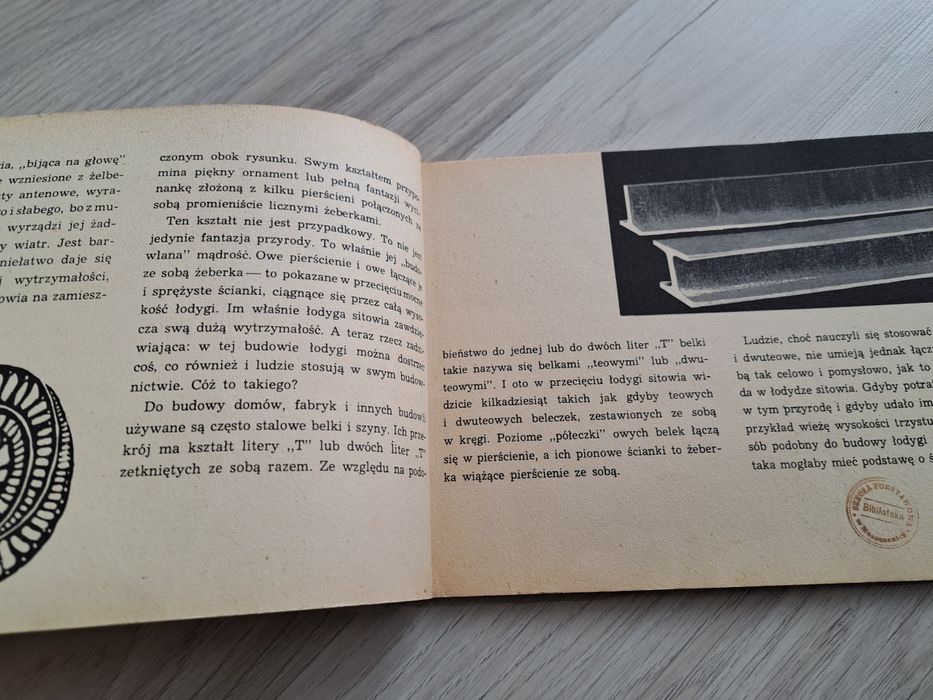 ia, „bijąca na głowę”
wzniesione z żelbe-
ty antenowe, wyra-
o i słabego, bo z mu-
wyrządzi jej żad-
y wiatr. Jest bar-
niełatwo daje się
wytrzymałości,
owia na zamiesz-
czonym obok rysunku. Swym kształtem przypo-
mina piękny ornament lub pełną fantazji wyci-
nankę złożoną z kilku pierścieni połączonych ze
sobą promieniście licznymi żeberkami.
Ten kształt nie jest przypadkowy. To nie jest
jedynie fantazja przyrody. To właśnie jej „budo-
wlana” mądrość. Owe pierścienie i owe łączące je
ze sobą żeberka — to pokazane w przecięciu mocne
i sprężyste ścianki, ciągnące się przez całą wyso-
kość łodygi. Im właśnie łodyga sitowia zawdzię-
cza swą dużą wytrzymałość. A teraz rzecz zadzi-
wiająca: w tej budowie łodygi można dostrzec
coś, co również i ludzie stosują w swym budow-
nictwie. Cóż to takiego?
Do budowy domów, fabryk i innych budowli
używane są często stalowe belki i szyny. Ich prze-
krój ma kształt litery „T” lub dwóch liter „T”
zetkniętych ze sobą razem. Ze względu na podo-
bieństwo do jednej lub do dwóch liter „T” belki
takie nazywa się belkami „teowymi” lub „dwu-
teowymi”. I oto w przecięciu łodygi sitowia wi-
dzicie kilkadziesiąt takich jak gdyby teowych
i dwuteowych beleczek, zestawionych ze sobą
w kręgi. Poziome „półeczki” owych belek łączą
się w pierścienie, a ich pionowe ścianki to żeber-
ka wiążące pierścienie ze sobą.
Ludzie, choć nauczyli się stosować
i dwuteowe, nie umieją jednak łącz
bą tak celowo i pomysłowo, jak to
da w łodydze sitowia. Gdyby potraf
w tym przyrodę i gdyby udało im
przykład wieżę wysokości trzystu
sób podobny do budowy łodygi
taka mogłaby mieć podstawę o ś
SZKOŁA PODSTAWOWA
Biblioteka